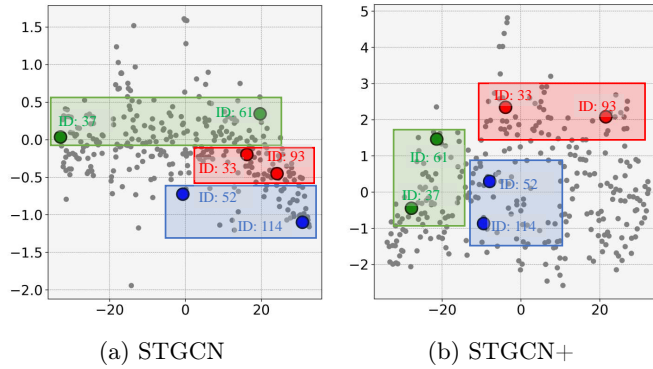 1.5
1.0
0.5
0.0
−0.5
−1.0
−1.5
−2.0
ID: 37
ID: 61
ID: 33
ID: 93
ID: 52
ID: 114
−20
0
20
(a) STGCN
5
4
3
2
1
0
−1
−2
ID: 33
ID: 93
ID: 61
ID: 37
ID: 52
ID: 114
−20
0
20
(b) STGCN+